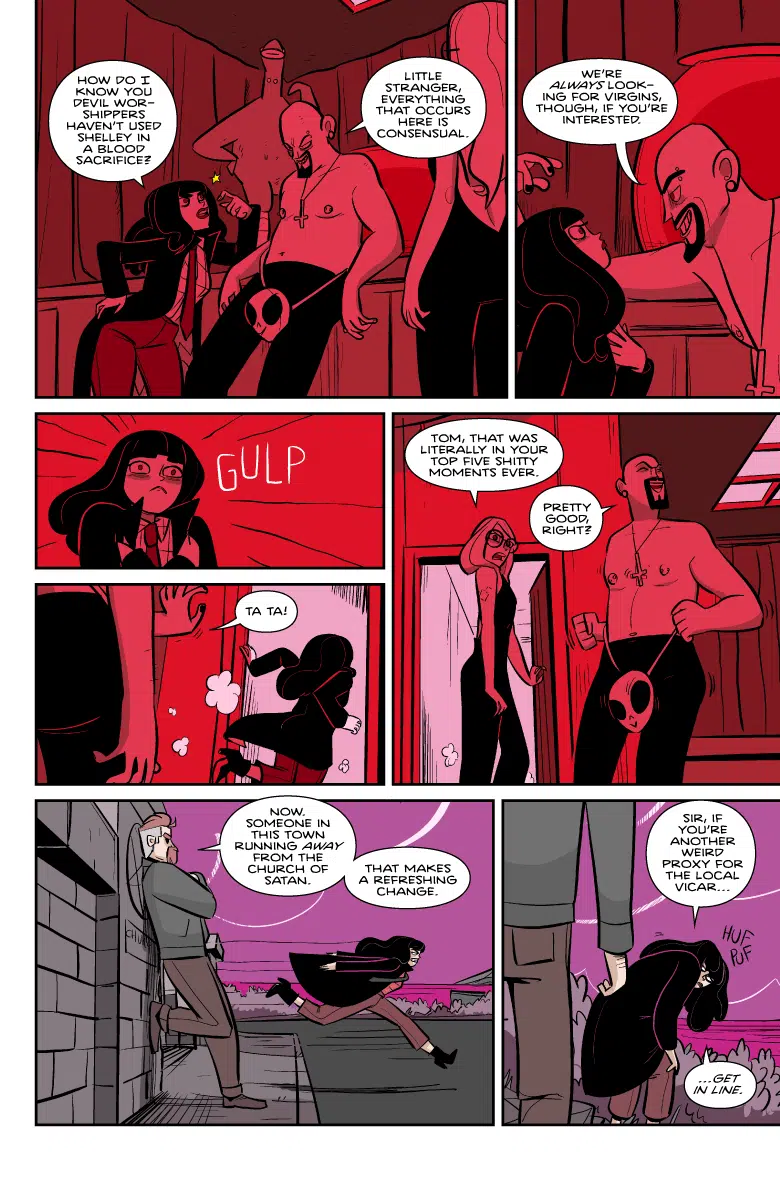 HOW DO I
KNOW YOU
DEVIL WOR-
SHIPPERS
HAVEN'T USED
SHELLEY IN
A BLOOD
SACRIFICE?
LITTLE
STRANGER,
EVERYTHING
THAT OCCURS
HERE IS
CONSENSUAL.
WE'RE
ALWAYS LOOK-
ING FOR VIRGINS,
THOUGH, IF YOU'RE
INTERESTED.
GULP
TOM, THAT WAS
LITERALLY IN YOUR
TOP FIVE SHITTY
MOMENTS EVER.
PRETTY
GOOD,
RIGHT?
TA TA!
NOW.
SOMEONE IN
THIS TOWN
RUNNING AWAY
FROM THE
CHURCH OF
SATAN.
THAT MAKES
A REFRESHING
CHANGE.
SIR, IF
YOU'RE
ANOTHER
WEIRD
PROXY FOR
THE LOCAL
VICAR...
HUF
PUF
...GET
IN LINE.